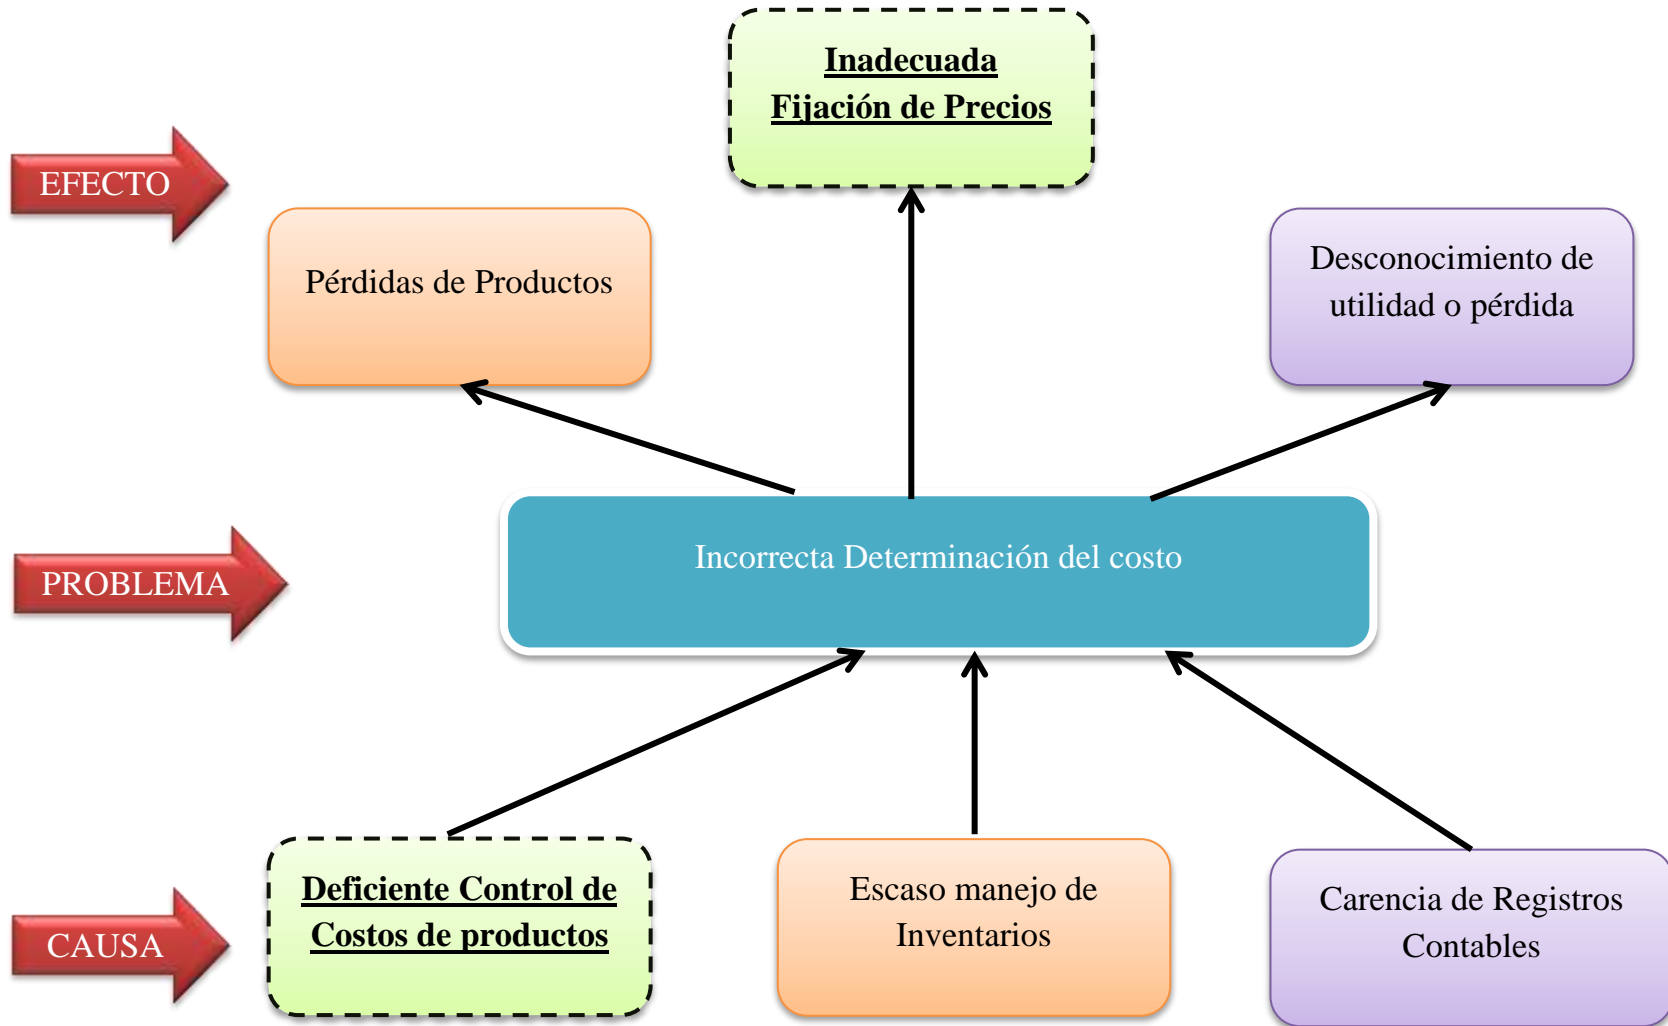 Inadecuada
Fijación de Precios
EFECTO
Pérdidas de Productos
Desconocimiento de
utilidad o pérdida
Incorrecta Determinación del costo
PROBLEMA
Deficiente Control de
Costos de productos
Escaso manejo de
Inventarios
Carencia de Registros
Contables
CAUSA